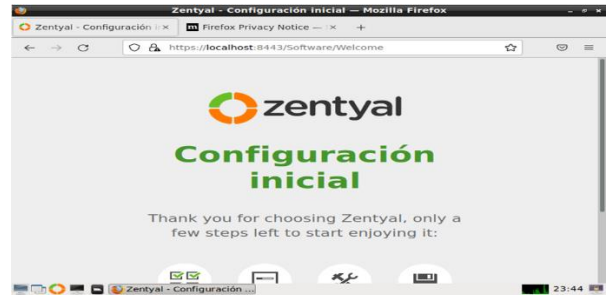 Zentyal - Configuración inicial — Mozilla Firefox
Zentyal - Configuración i
Firefox Privacy Notice —
https://localhost:8443/Software/Welcome
zentyal
Configuración
inicial
Thank you for choosing Zentyal, only a
few steps left to start enjoying it:
Zentyal - Configuración ...
23:44